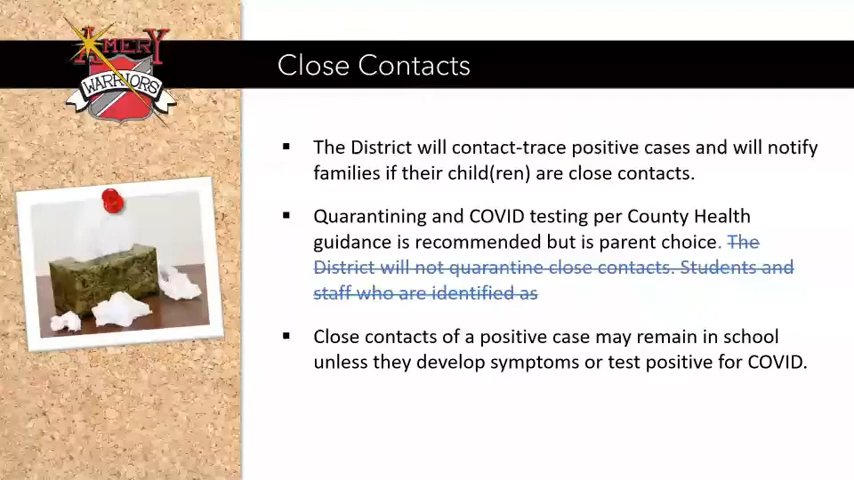 AMERY
WARRIORS
Close Contacts
▪ The District will contact-trace positive cases and will notify
families if their child(ren) are close contacts.
▪ Quarantining and COVID testing per County Health
guidance is recommended but is parent choice. The
District will not quarantine close contacts. Students and
staff who are identified as
▪ Close contacts of a positive case may remain in school
unless they develop symptoms or test positive for COVID.